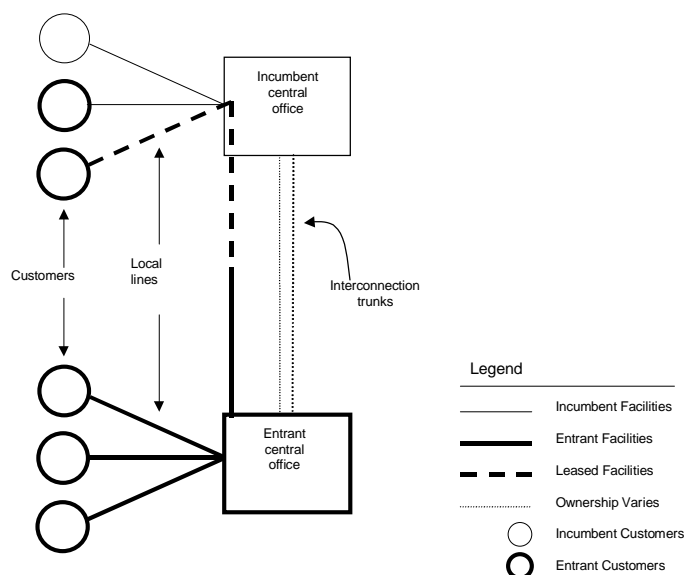 Incumbent
central
office
Customers
Local
lines
Interconnection
trunks
Entrant
central
office
Legend
Incumbent Facilities
Entrant Facilities
Leased Facilities
Ownership Varies
Incumbent Customers
Entrant Customers